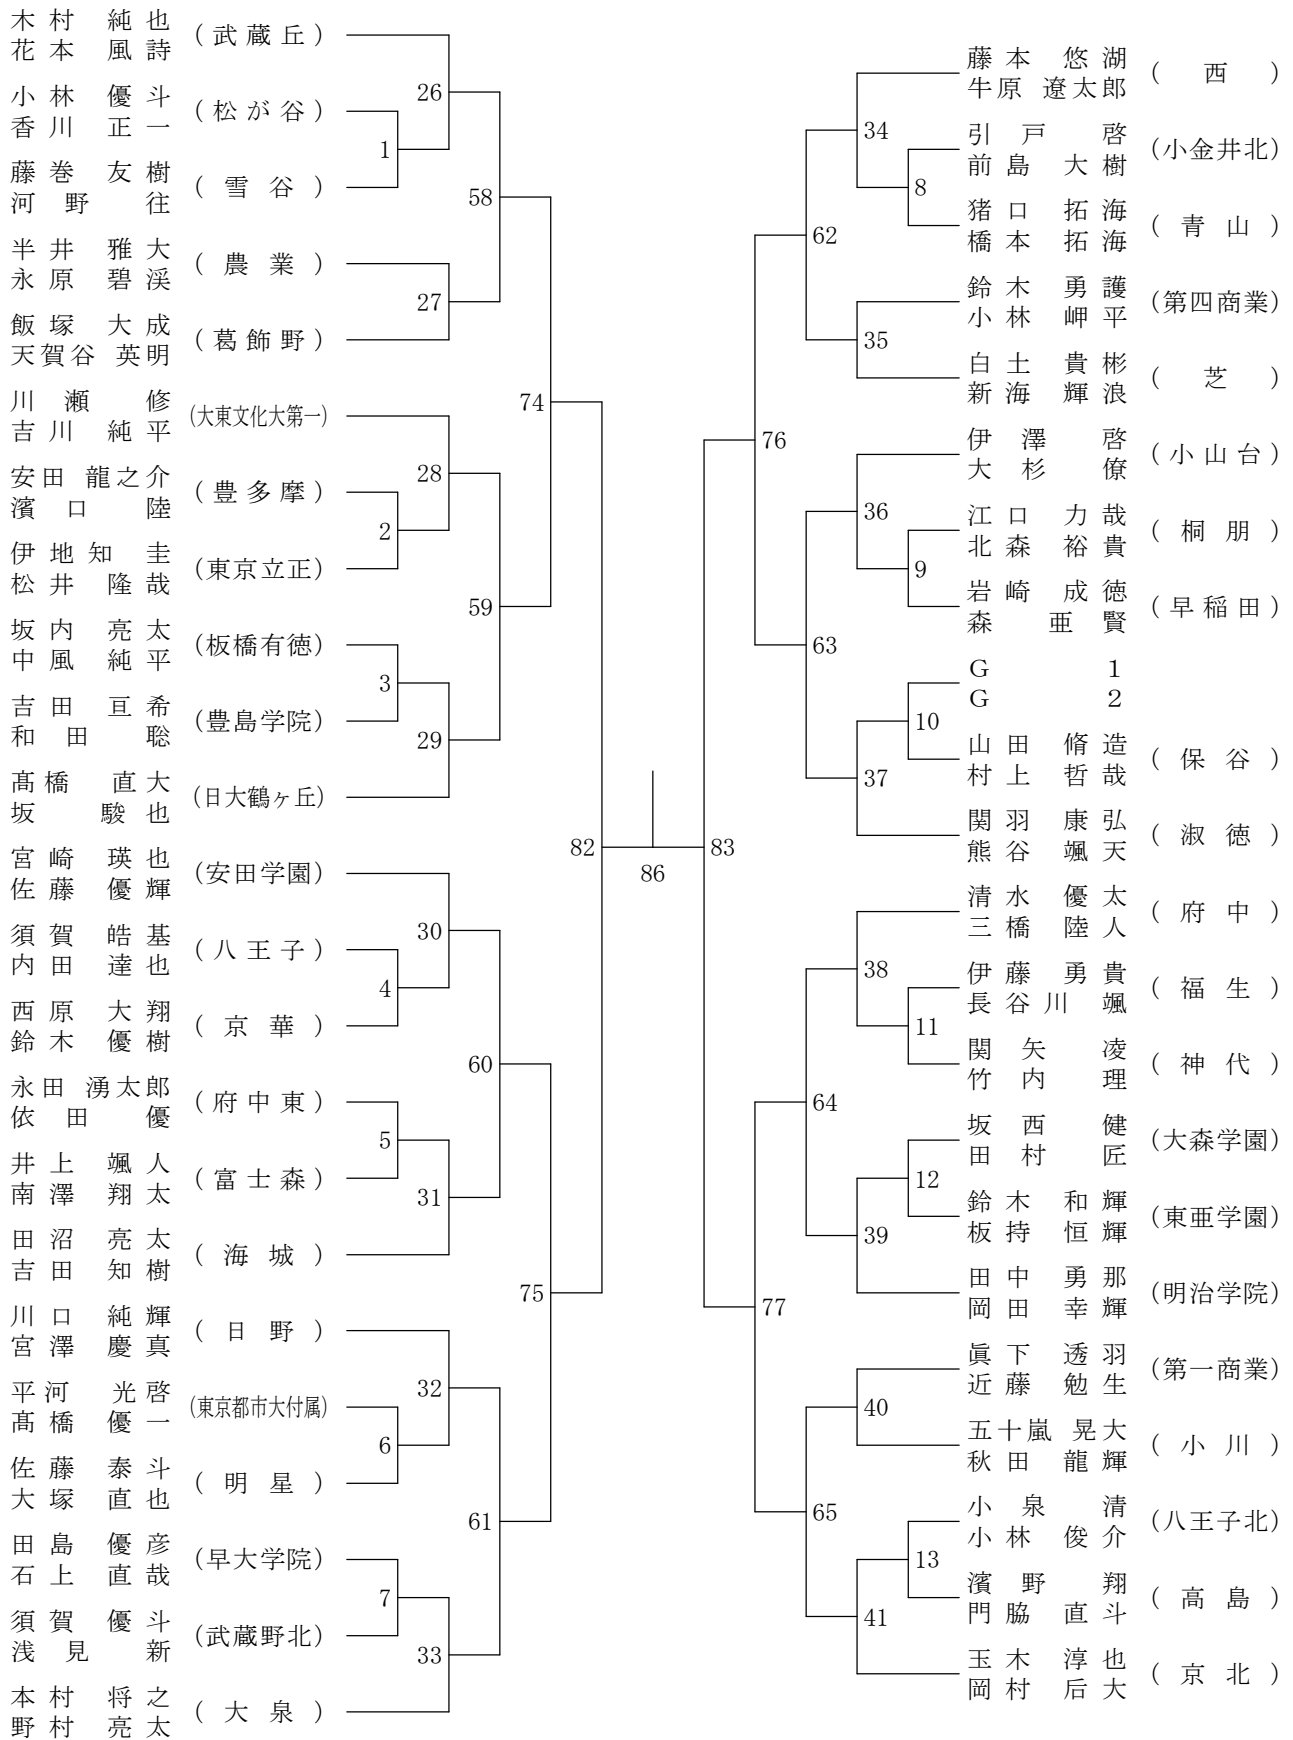 木村 純也
花本 風詩
(武蔵丘)
小林 優斗
香川 正一
(松が谷)
藤巻 友樹
河野 往
(雪谷)
半井 雅大
永原 碧渓
(農業)
飯塚 大成
天賀谷 英明
(葛飾野)
川瀬 修
吉川 純平
(大東文化大第一)
安田 龍之介
濱口 陸
(豊多摩)
伊地知 圭
松井 隆哉
(東京立正)
坂内 亮太
中風 純平
(板橋有徳)
吉田 亘希
和田 聡
(豊島学院)
髙橋 直大
坂 駿也
(日大鶴ヶ丘)
宮崎 瑛也
佐藤 優輝
(安田学園)
須賀 皓基
内田 達也
(八王子)
西原 大翔
鈴木 優樹
(京華)
永田 湧太郎
依田 優
(府中東)
井上 颯人
南澤 翔太
(富士森)
田沼 亮太
吉田 知樹
(海城)
川口 純輝
宮澤 慶真
(日野)
平河 光啓
髙橋 優一
(東京都市大付属)
佐藤 泰斗
大塚 直也
(明星)
田島 優彦
石上 直哉
(早大学院)
須賀 優斗
浅見 新
(武蔵野北)
本村 将之
野村 亮太
(大泉)
1
2
3
4
5
6
7
26
27
28
29
30
31
32
33
58
59
60
61
74
75
82
86
83
76
77
62
63
64
65
34
35
36
37
38
39
40
41
8
9
10
11
12
13
藤本 悠湖
牛原 遼太郎
(西)
引戸 啓
前島 大樹
(小金井北)
猪口 拓海
橋本 拓海
(青山)
鈴木 勇護
小林 岬平
(第四商業)
白土 貴彬
新海 輝浪
(芝)
伊澤 啓
大杉 僚
(小山台)
江口 力哉
北森 裕貴
(桐朋)
岩崎 成徳
森 亜賢
(早稲田)
G 1
G 2
山田 脩造
村上 哲哉
(保谷)
関羽 康弘
熊谷 颯天
(淑徳)
清水 優太
三橋 陸人
(府中)
伊藤 勇貴
長谷川 颯
(福生)
関矢 凌
竹内 理
(神代)
坂西 健
田村 匠
(大森学園)
鈴木 和輝
板持 恒輝
(東亜学園)
田中 勇那
岡田 幸輝
(明治学院)
眞下 透羽
近藤 勉生
(第一商業)
五十嵐 晃大
秋田 龍輝
(小川)
小泉 清
小林 俊介
(八王子北)
濱野 翔
門脇 直斗
(高島)
玉木 淳也
岡村 后大
(京北)